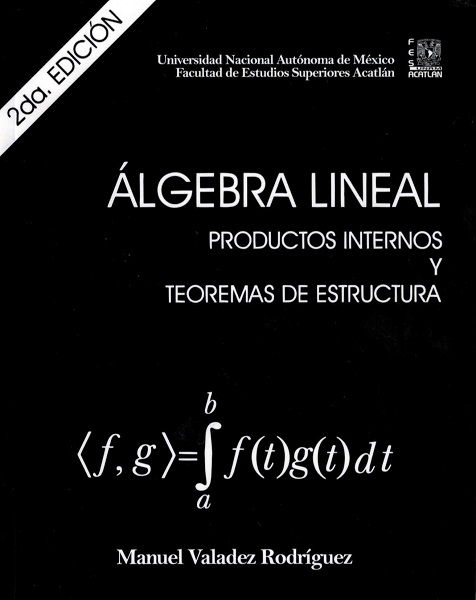 2da. EDICIÓN
Universidad Nacional Autónoma de México
Facultad de Estudios Superiores Acatlán
FES
ACATLÁN
ÁLGEBRA LINEAL
PRODUCTOS INTERNOS
Y
TEOREMAS DE ESTRUCTURA
⟨f, g⟩=∫ₐᵇ f(t)g(t)dt
Manuel Valadez Rodríguez